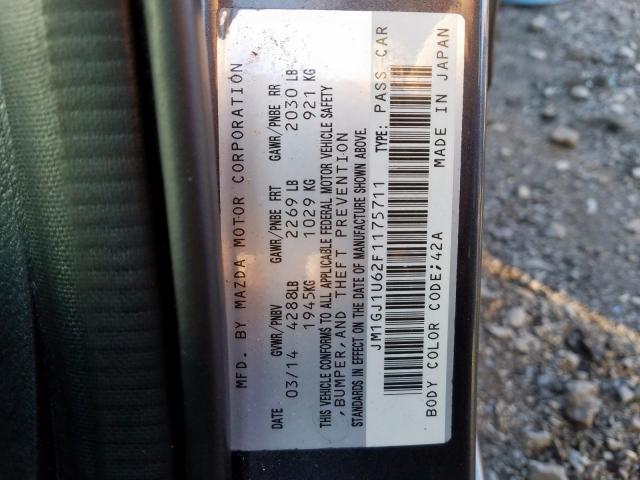 MFD. BY MAZDA MOTOR CORPORATION
DATE GVWR/PNBV GAWR/PNBE FRT GAWR/PNBE RR
03/14 4288LB 2269 LB 2030 LB
1945KG 1029 KG 921 KG
THIS VEHICLE CONFORMS TO ALL APPLICABLE FEDERAL MOTOR VEHICLE SAFETY
, BUMPER, AND THEFT PREVENTION
STANDARDS IN EFFECT ON THE DATE OF MANUFACTURE SHOWN ABOVE.
JM1GJ1U62F1175711 TYPE: PASS CAR
BODY COLOR CODE;42A MADE IN JAPAN